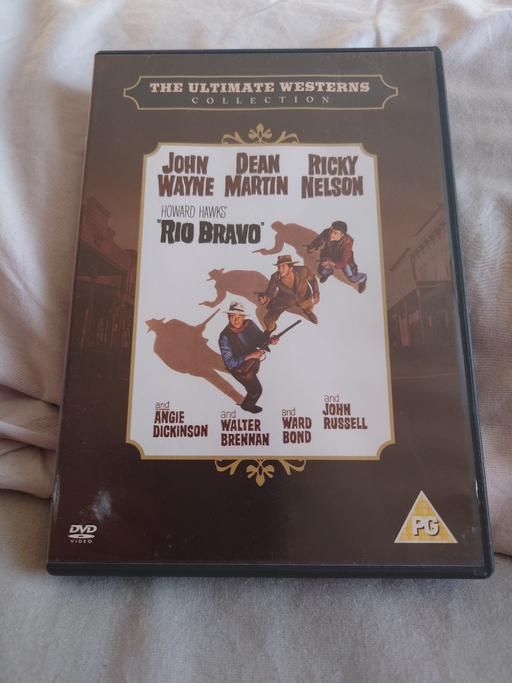 THE ULTIMATE WESTERNS
COLLECTION
JOHN WAYNE
DEAN MARTIN
RICKY NELSON
HOWARD HAWKS'
"RIO BRAVO"
and ANGIE DICKINSON
and WALTER BRENNAN
and WARD BOND
and JOHN RUSSELL
DVD
VIDEO
PG